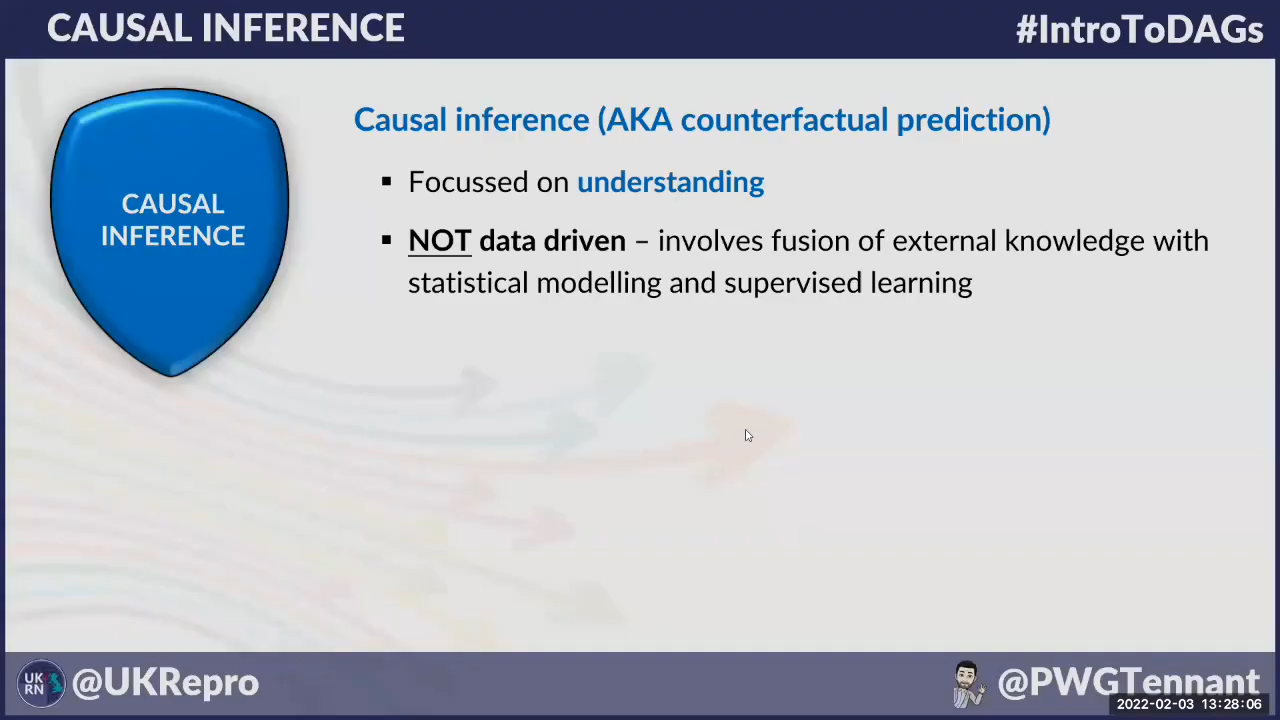 CAUSAL INFERENCE
#IntroToDAGs
CAUSAL
INFERENCE
Causal inference (AKA counterfactual prediction)
▪ Focussed on understanding
▪ NOT data driven – involves fusion of external knowledge with
statistical modelling and supervised learning
UK
RN
@UKRepro
@PWGTennant
2022-02-03 13:28:06